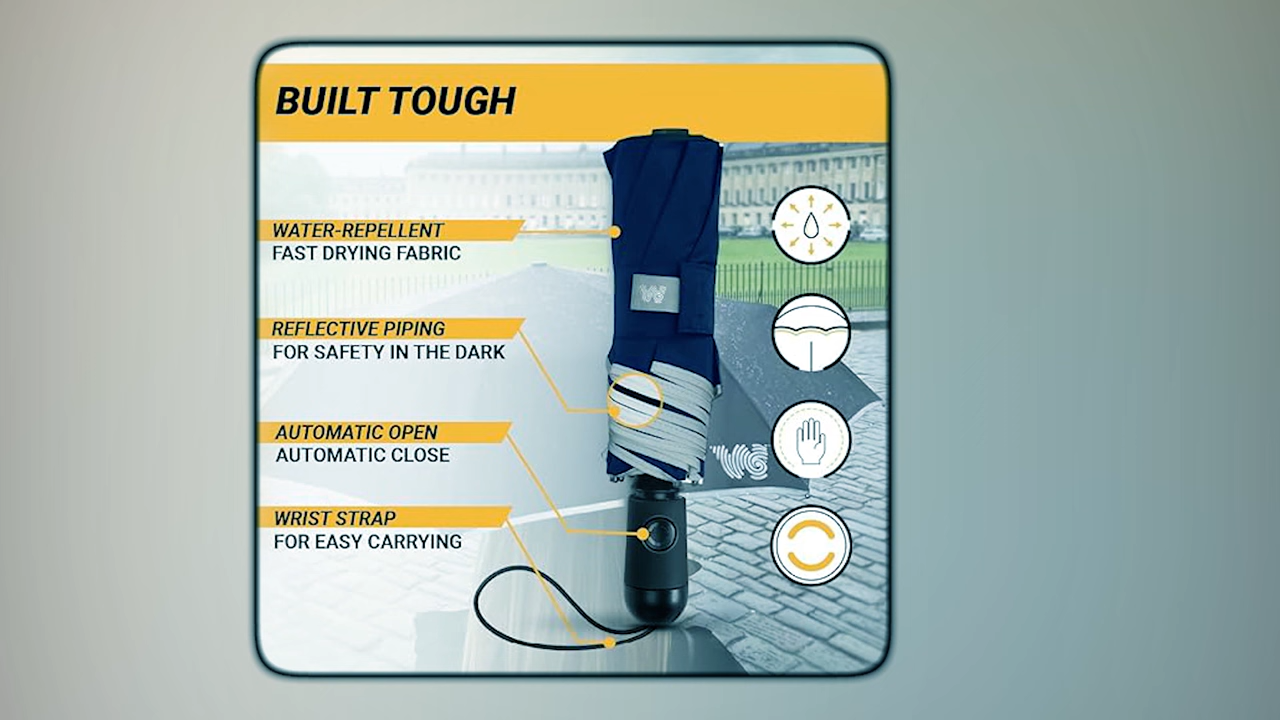 BUILT TOUGH
WATER-REPELLENT
FAST DRYING FABRIC
REFLECTIVE PIPING
FOR SAFETY IN THE DARK
AUTOMATIC OPEN
AUTOMATIC CLOSE
WRIST STRAP
FOR EASY CARRYING